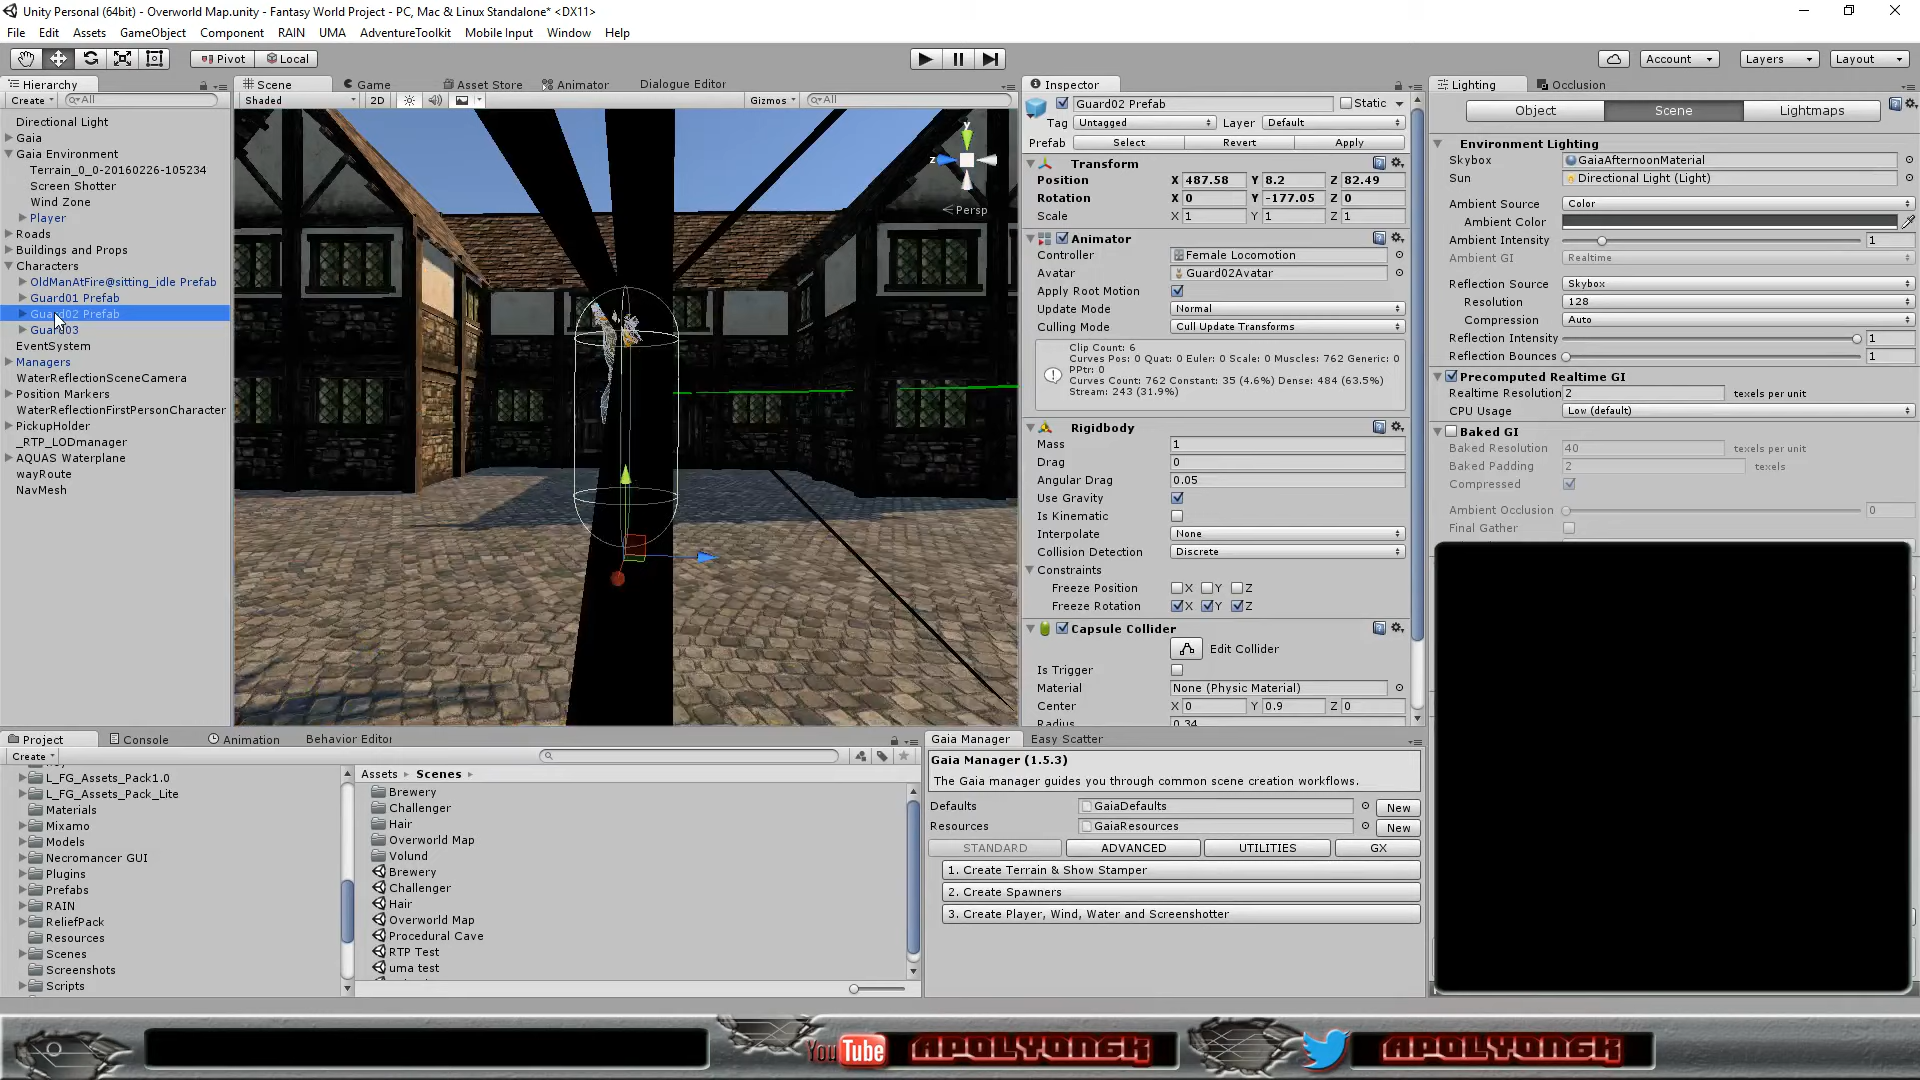 Unity Personal (64bit) - Overworld Map.unity - Fantasy World Project - PC, Mac & Linux Standalone* <DX11>
File Edit Assets GameObject Component RAIN UMA AdventureToolkit Mobile Input Window Help
Pivot Local Account Layers Layout
Hierarchy
Create All
Directional Light
Gaia
Gaia Environment
Terrain_0_0-20160226-105234
Screen Shotter
Wind Zone
Player
Roads
Buildings and Props
Characters
OldManAtFire@sitting_idle Prefab
Guard01 Prefab
Guard02 Prefab
Guard03
EventSystem
Managers
WaterReflectionSceneCamera
Position Markers
WaterReflectionFirstPersonCharacter
PickupHolder
_RTP_LODmanager
AQUAS Waterplane
wayRoute
NavMesh
Scene Game Asset Store Animator Dialogue Editor
Shaded 2D Gizmos All
y
z
Persp
Inspector
Guard02 Prefab Static
Tag Untagged Layer Default
Prefab Select Revert Apply
Transform
Position X 487.58 Y 8.2 Z 82.49
Rotation X 0 Y -177.05 Z 0
Scale X 1 Y 1 Z 1
Animator
Controller Female Locomotion
Avatar Guard02Avatar
Apply Root Motion
Update Mode Normal
Culling Mode Cull Update Transforms
Clip Count: 6
Curves Pos: 0 Quat: 0 Euler: 0 Scale: 0 Muscles: 762 Generic: 0
PPtr: 0
Curves Count: 762 Constant: 35 (4.6%) Dense: 484 (63.5%)
Stream: 243 (31.9%)
Rigidbody
Mass 1
Drag 0
Angular Drag 0.05
Use Gravity
Is Kinematic
Interpolate None
Collision Detection Discrete
Constraints
Freeze Position X Y Z
Freeze Rotation X Y Z
Capsule Collider
Edit Collider
Is Trigger
Material None (Physic Material)
Center X 0 Y 0.9 Z 0
Radius 0.34
Lighting Occlusion
Object Scene Lightmaps
Environment Lighting
Skybox GaiaAfternoonMaterial
Sun Directional Light (Light)
Ambient Source Color
Ambient Color
Ambient Intensity 1
Ambient GI Realtime
Reflection Source Skybox
Resolution 128
Compression Auto
Reflection Intensity 1
Reflection Bounces 1
Precomputed Realtime GI
Realtime Resolution 2 texels per unit
CPU Usage Low (default)
Baked GI
Baked Resolution 40 texels per unit
Baked Padding 2 texels
Compressed
Ambient Occlusion 0
Final Gather
Project Console Animation Behavior Editor
Create
L_FG_Assets_Pack1.0
L_FG_Assets_Pack_Lite
Materials
Mixamo
Models
Necromancer GUI
Plugins
Prefabs
RAIN
ReliefPack
Resources
Scenes
Screenshots
Scripts
Assets Scenes
Brewery
Challenger
Hair
Overworld Map
Volund
Brewery
Challenger
Hair
Overworld Map
Procedural Cave
RTP Test
uma test
Gaia Manager Easy Scatter
Gaia Manager (1.5.3)
The Gaia manager guides you through common scene creation workflows.
Defaults GaiaDefaults New
Resources GaiaResources New
STANDARD ADVANCED UTILITIES GX
1. Create Terrain & Show Stamper
2. Create Spawners
3. Create Player, Wind, Water and Screenshotter
YouTube APOLYONGK APOLYONGK